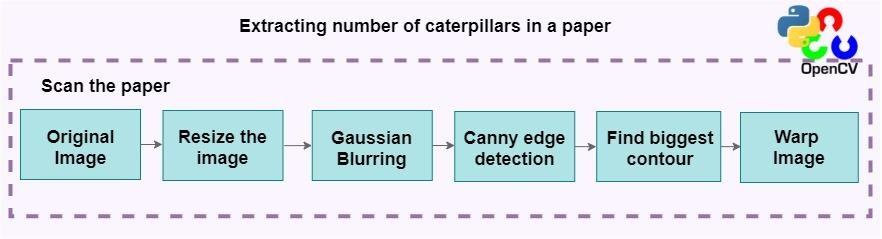 Extracting number of caterpillars in a paper
OpenCV
Scan the paper
Original
Image
Resize the
image
Gaussian
Blurring
Canny edge
detection
Find biggest
contour
Warp
Image